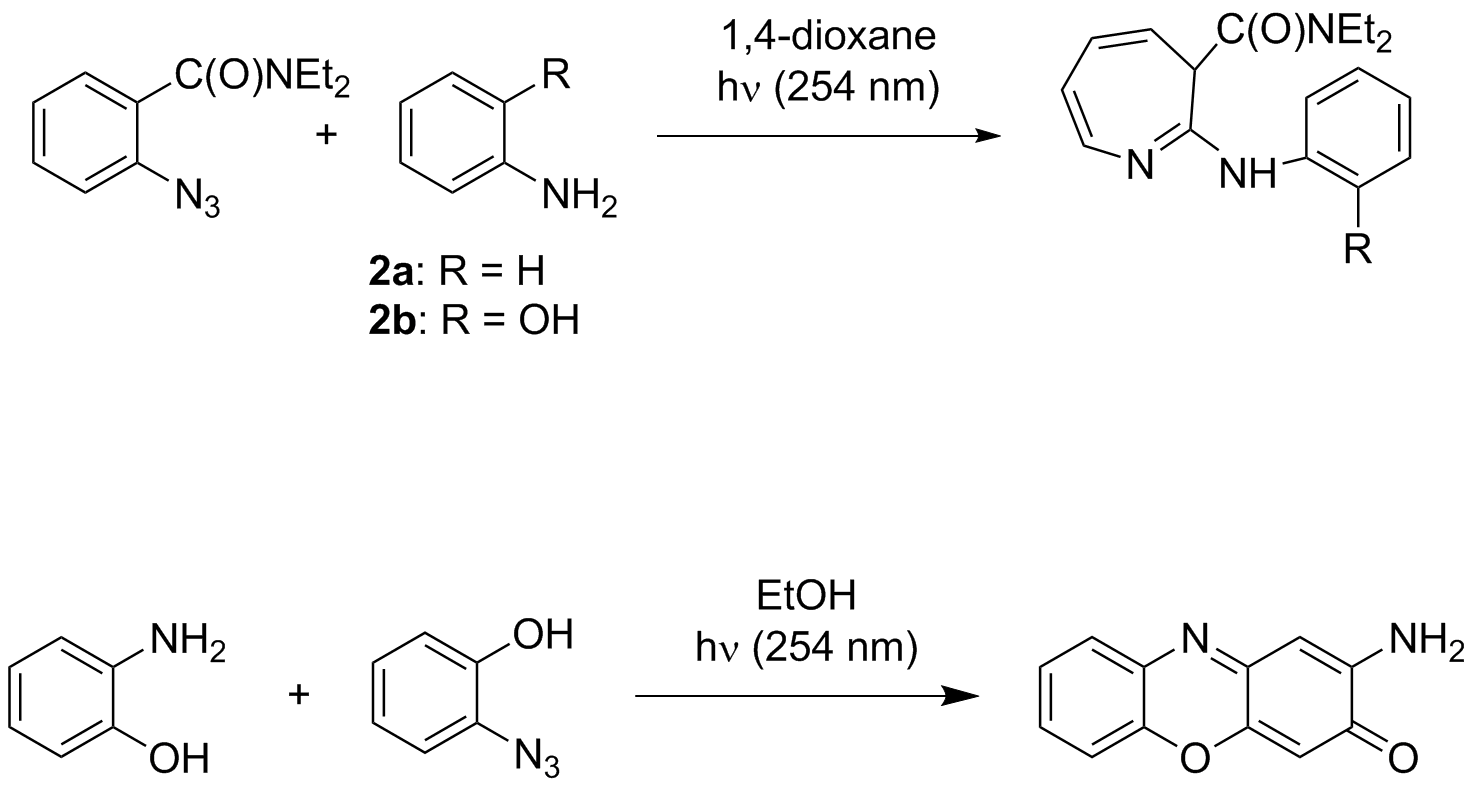 C(O)NEt₂
N₃
+
R
NH₂
2a: R = H
2b: R = OH
1,4-dioxane
hν (254 nm)
C(O)NEt₂
N
NH
R
NH₂
OH
+
OH
N₃
EtOH
hν (254 nm)
N
O
NH₂
O